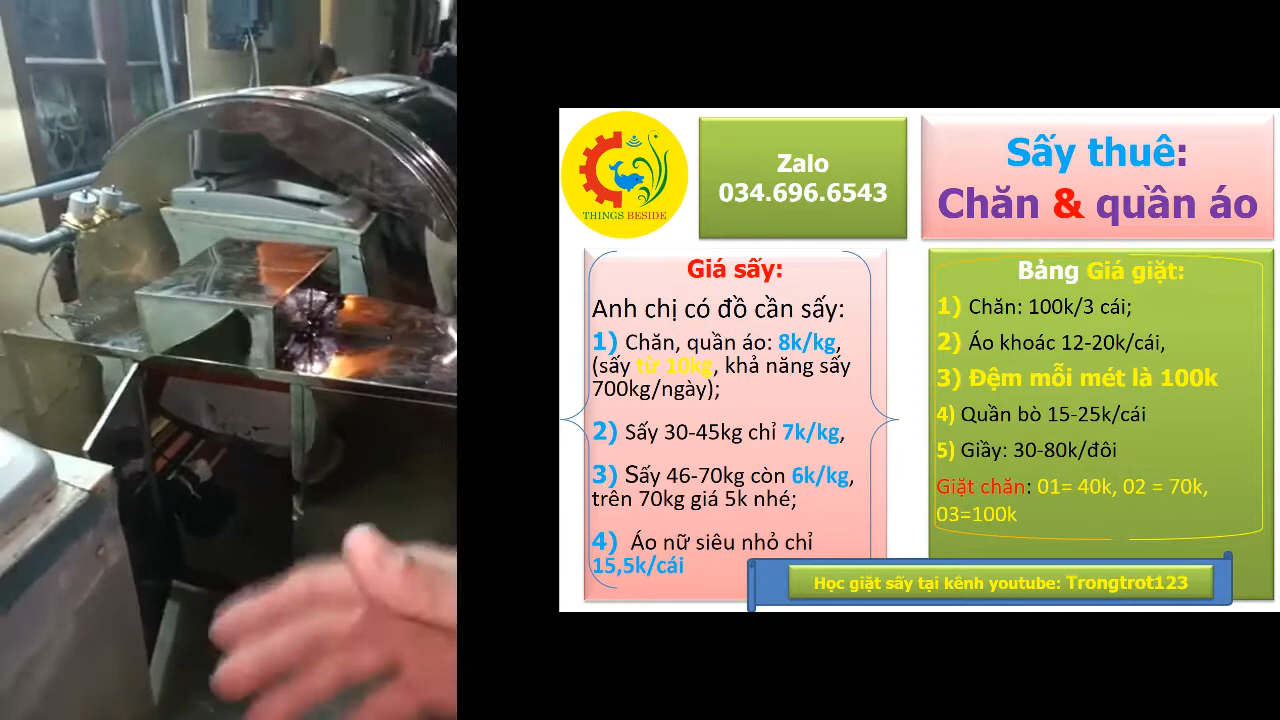 THINGS BESIDE
Zalo
034.696.6543
Sấy thuê:
Chăn & quần áo
Giá sấy:
Anh chị có đồ cần sấy:
1) Chăn, quần áo: 8k/kg,
(sấy từ 10kg, khả năng sấy
700kg/ngày);
2) Sấy 30-45kg chỉ 7k/kg,
3) Sấy 46-70kg còn 6k/kg,
trên 70kg giá 5k nhé;
4) Áo nữ siêu nhỏ chỉ
15,5k/cái
Bảng Giá giặt:
1) Chăn: 100k/3 cái;
2) Áo khoác 12-20k/cái,
3) Đệm mỗi mét là 100k
4) Quần bò 15-25k/cái
5) Giầy: 30-80k/đôi
Giặt chăn: 01= 40k, 02 = 70k,
03=100k
Học giặt sấy tại kênh youtube: Trongtrot123